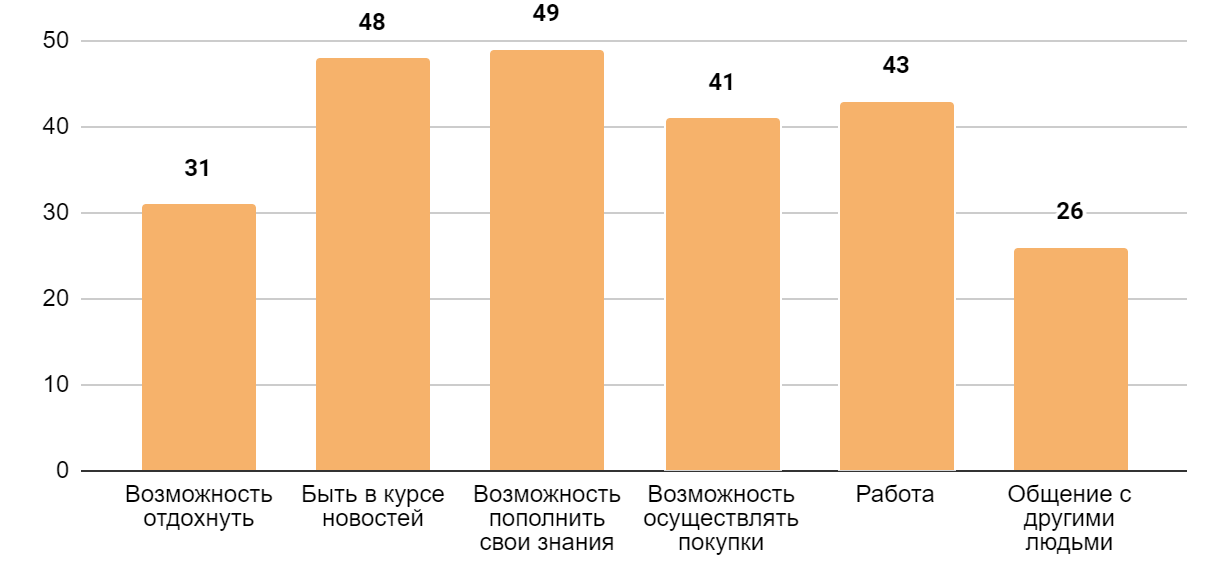 50
40
30
20
10
0
31
48
49
41
43
26
Возможность
отдохнуть
Быть в курсе
новостей
Возможность
пополнить
свои знания
Возможность
осуществлять
покупки
Работа
Общение с
другими
людьми